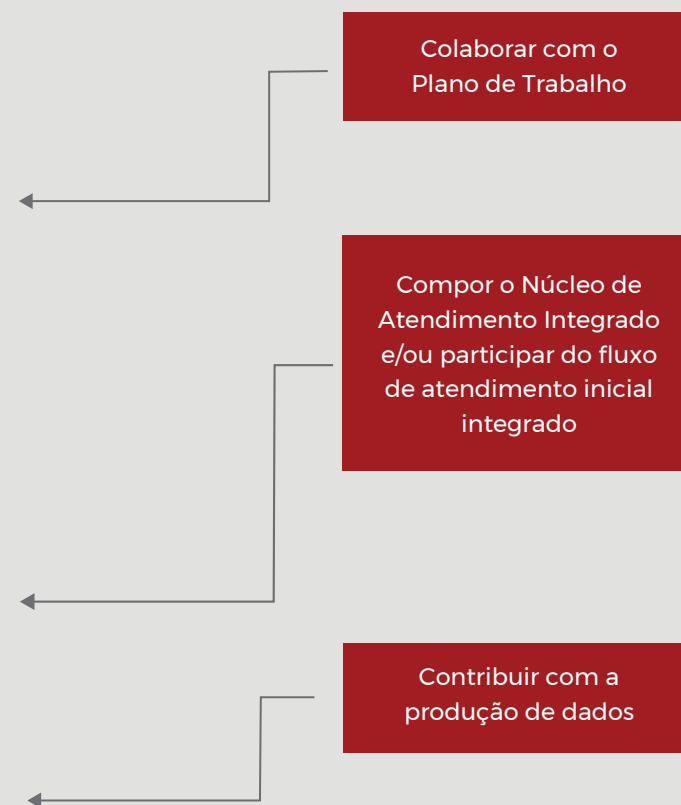 Colaborar com o
Plano de Trabalho
Compor o Núcleo de
Atendimento Integrado
e/ou participar do fluxo
de atendimento inicial
integrado
Contribuir com a
produção de dados